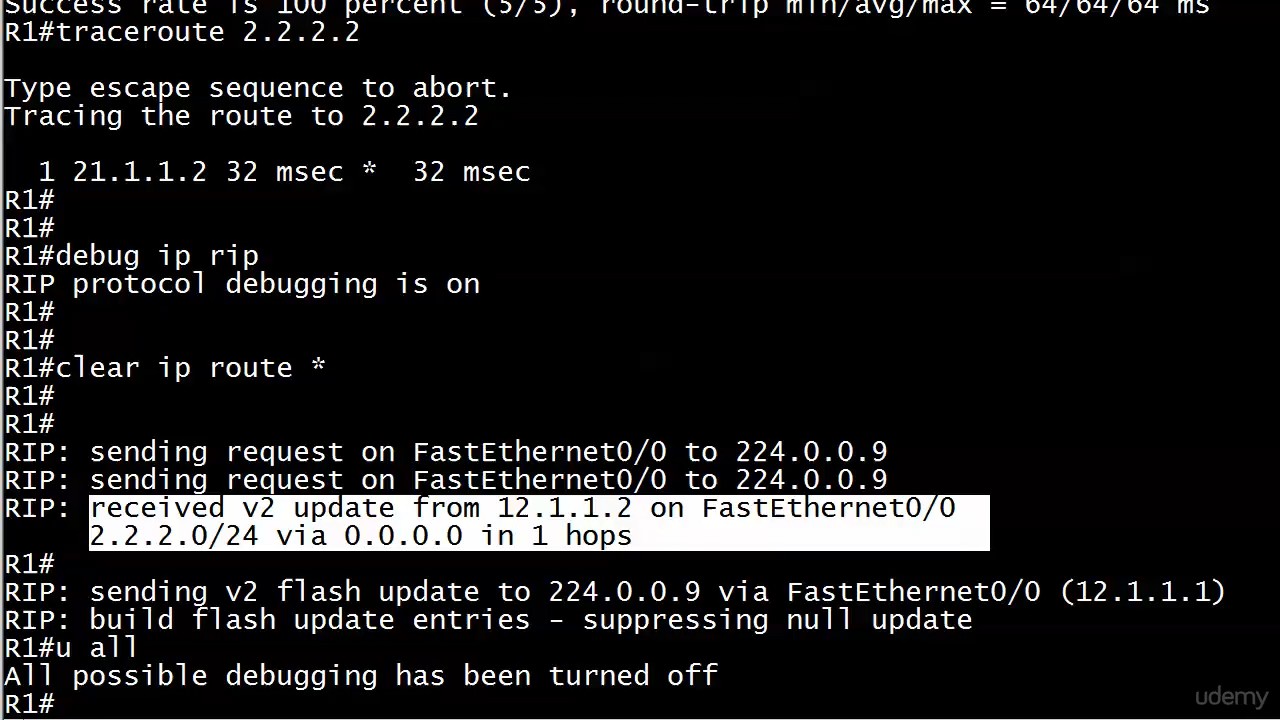 Success rate is 100 percent (5/5), round-trip min/avg/max = 64/64/64 ms
R1#traceroute 2.2.2.2
Type escape sequence to abort.
Tracing the route to 2.2.2.2
1 21.1.1.2 32 msec * 32 msec
R1#
R1#
R1#debug ip rip
RIP protocol debugging is on
R1#
R1#
R1#clear ip route *
R1#
R1#
RIP: sending request on FastEthernet0/0 to 224.0.0.9
RIP: sending request on FastEthernet0/0 to 224.0.0.9
RIP: received v2 update from 12.1.1.2 on FastEthernet0/0
2.2.2.0/24 via 0.0.0.0 in 1 hops
R1#
RIP: sending v2 flash update to 224.0.0.9 via FastEthernet0/0 (12.1.1.1)
RIP: build flash update entries - suppressing null update
R1#u all
All possible debugging has been turned off
R1#
udemy